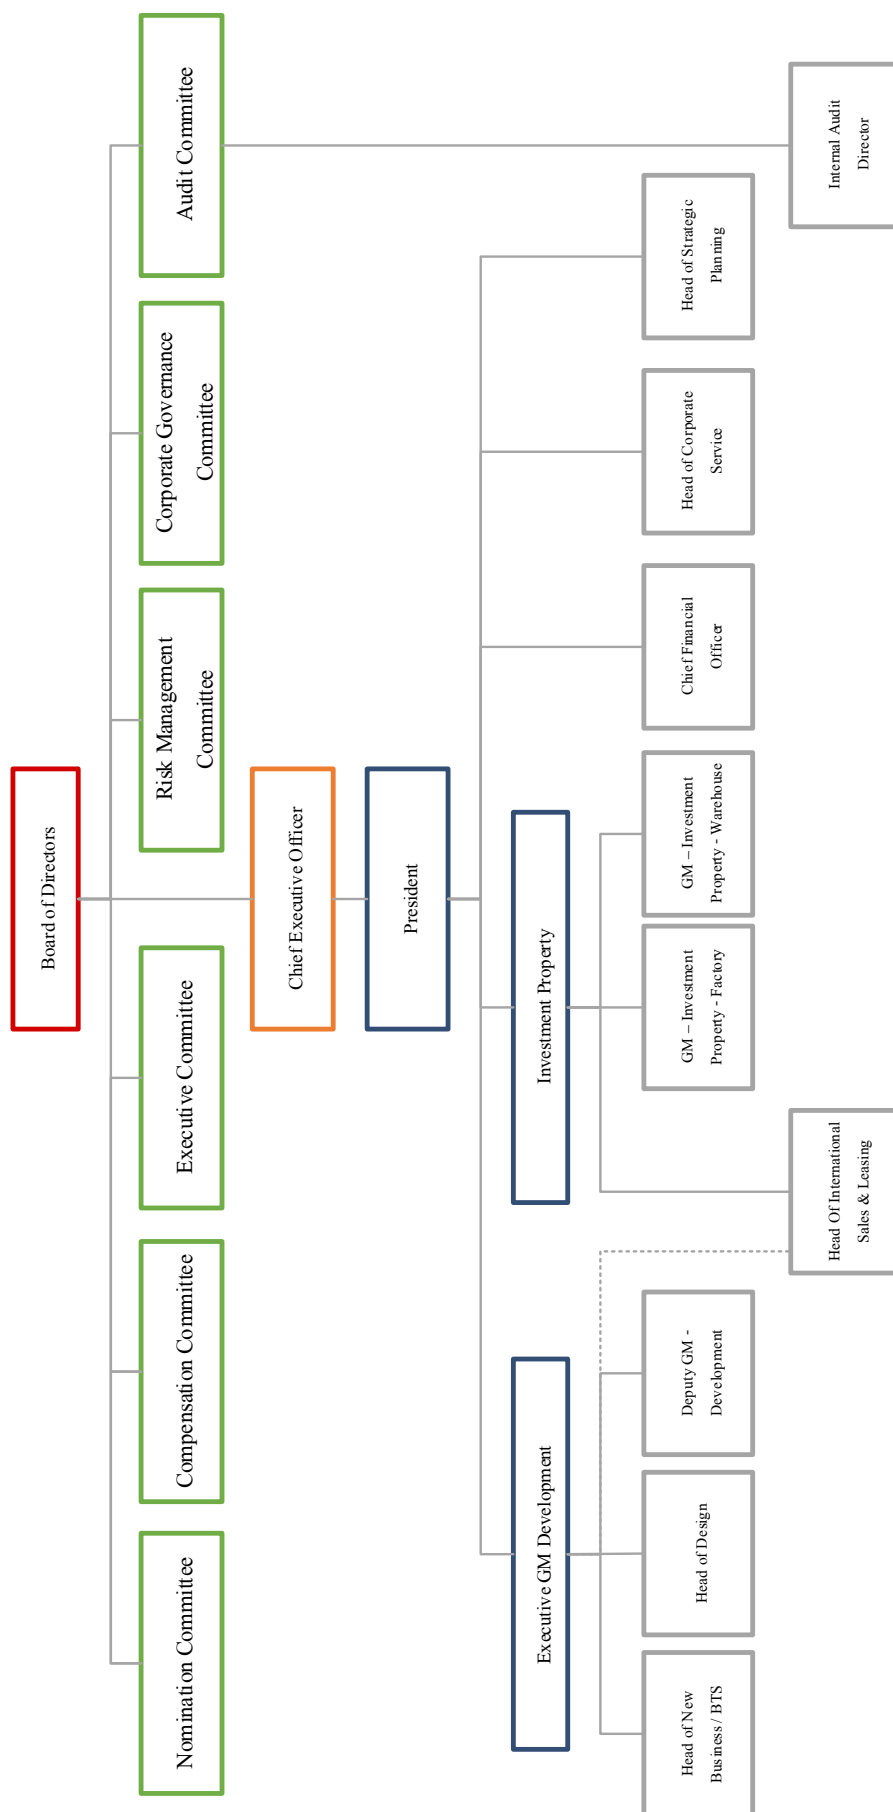 Board of Directors
Nomination Committee
Compensation Committee
Executive Committee
Risk Management
Committee
Corporate Governance
Committee
Audit Committee
Chief Executive Officer
President
Executive GM Development
Investment Property
Head of New
Business / BTS
Head of Design
Deputy GM -
Development
GM – Investment
Property - Factory
GM – Investment
Property - Warehouse
Chief Financial
Officer
Head of Corporate
Service
Head of Strategic
Planning
Head Of International
Sales & Leasing
Internal Audit
Director